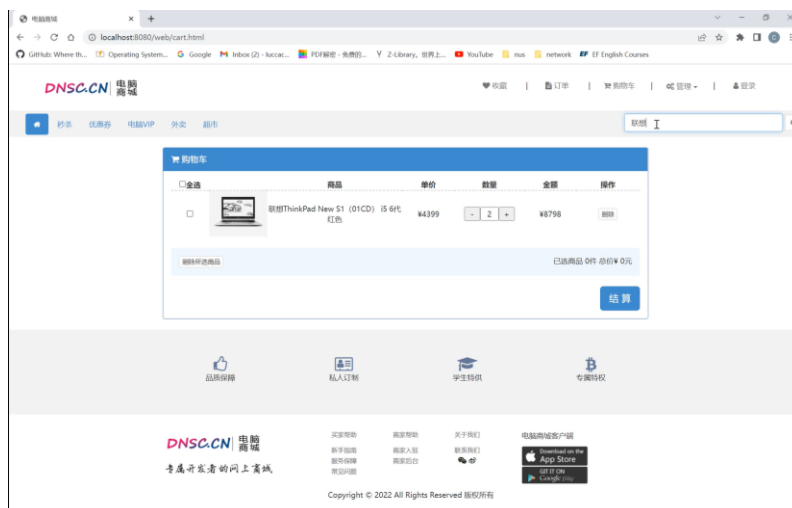 电脑商城
localhost:8080/web/cart.html
GitHub: Where th... Operating System... Google Inbox (2) - luccac... PDF解密 - 免费的... Z-Library，世界上... YouTube nus network EF English Courses
DNSC.CN 电脑商城
收藏 | 订单 | 购物车 | 管理 | 登录
秒杀 优惠券 电脑VIP 外卖 超市 联想
购物车
全选 商品 单价 数量 金额 操作
联想ThinkPad New S1（01CD） i5 6代 ¥4399 - 2 + ¥8798 删除
红色
删除所选商品 已选商品 0件 总价¥ 0元
结 算
品质保障 私人订制 学生特供 专属特权
买家帮助 商家帮助 关于我们 电脑商城客户端
DNSC.CN 电脑商城
新手指南 商家入驻 联系我们 Download on the App Store
服务保障 商家后台
专属开发者的网上商城
常见问题 GET IT ON Google play
Copyright © 2022 All Rights Reserved 版权所有